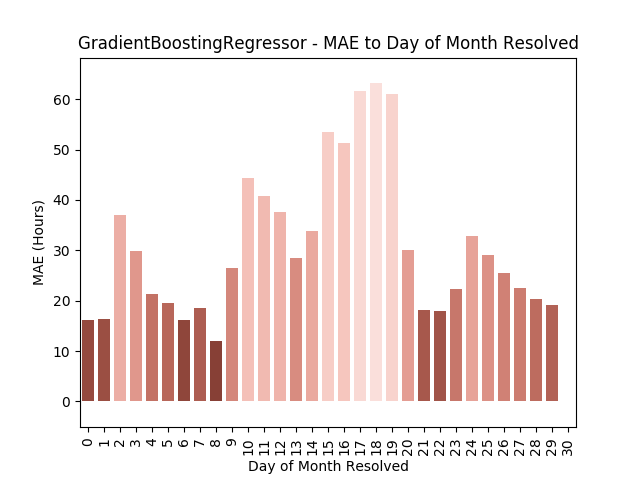 GradientBoostingRegressor - MAE to Day of Month Resolved
60
50
40
30
20
10
0
MAE (Hours)
0 1 2 3 4 5 6 7 8 9 10 11 12 13 14 15 16 17 18 19 20 21 22 23 24 25 26 27 28 29 30
Day of Month Resolved